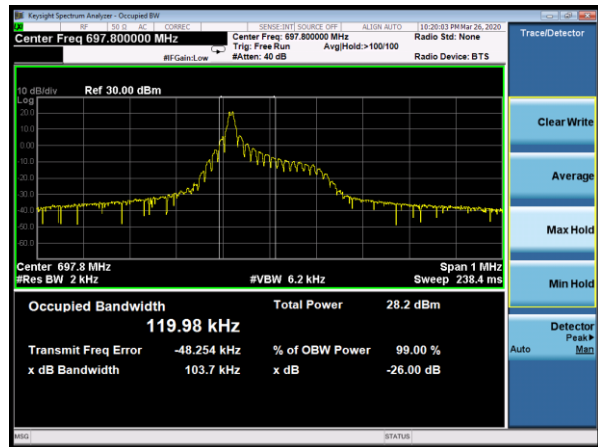 Keysight Spectrum Analyzer - Occupied BW
RF 50 Ω AC CORREC SENSE:INT SOURCE OFF ALIGN AUTO 10:20:03 PM Mar 26, 2020
Center Freq 697.800000 MHz
Center Freq: 697.800000 MHz
Radio Std: None
Trig: Free Run Avg|Hold:>100/100
#IFGain:Low #Atten: 40 dB Radio Device: BTS
Trace/Detector
10 dB/div Ref 30.00 dBm
Log
20.0
10.0
0.00
-10.0
-20.0
-30.0
-40.0
-50.0
-60.0
Center 697.8 MHz Span 1 MHz
#Res BW 2 kHz #VBW 6.2 kHz Sweep 238.4 ms
Clear Write
Average
Max Hold
Min Hold
Detector
Peak▶
Auto Man
Occupied Bandwidth Total Power 28.2 dBm
119.98 kHz
Transmit Freq Error -48.254 kHz % of OBW Power 99.00 %
x dB Bandwidth 103.7 kHz x dB -26.00 dB
MSG STATUS